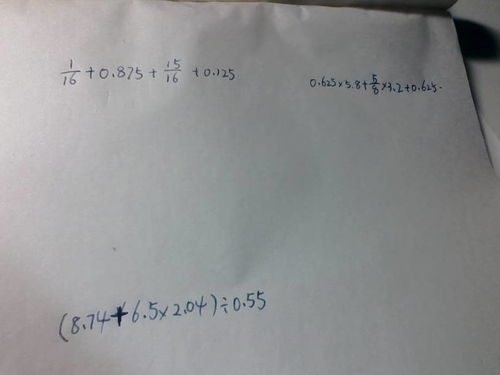 1/16 + 0.875 + 15/16 + 0.125
0.625×5.8+5/8×3.2+0.625
(8.74+6.5×2.04)÷0.55